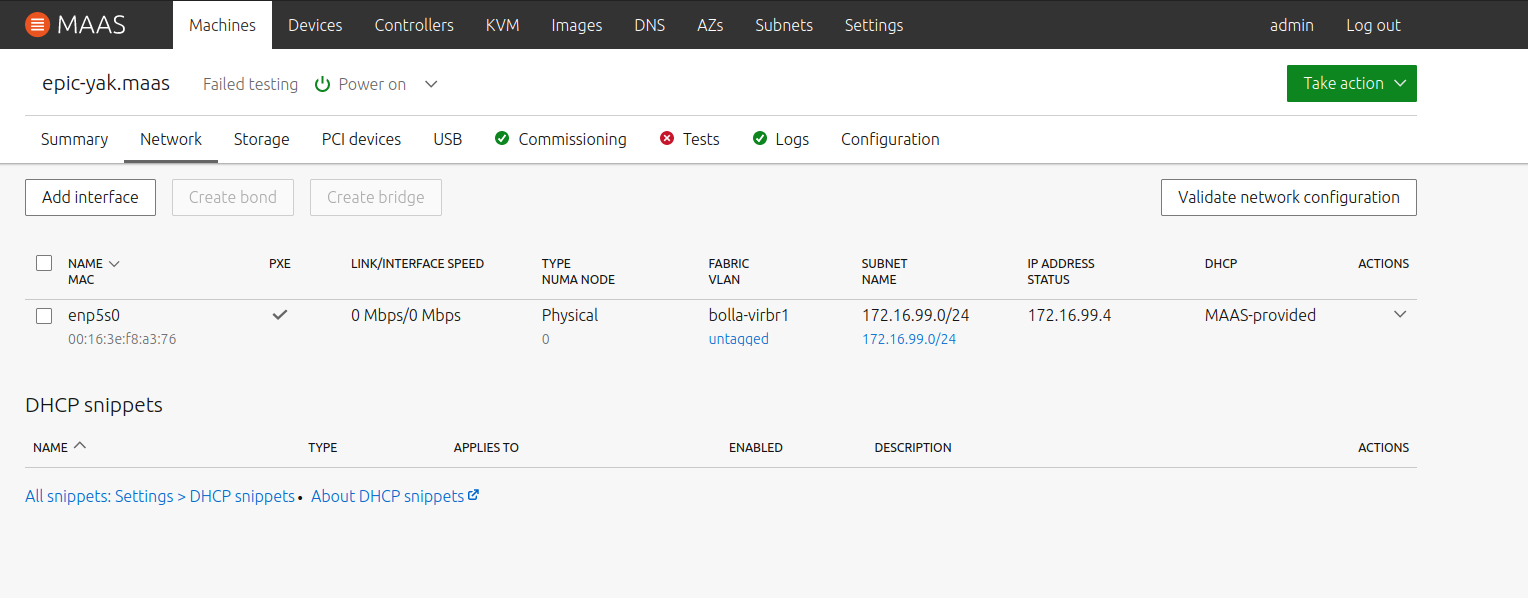 MAAS Machines Devices Controllers KVM Images DNS AZs Subnets Settings admin Log out
epic-yak.maas Failed testing Power on Take action
Summary Network Storage PCI devices USB Commissioning Tests Logs Configuration
Add interface Create bond Create bridge Validate network configuration
NAME PXE LINK/INTERFACE SPEED TYPE FABRIC SUBNET IP ADDRESS DHCP ACTIONS
MAC NUMA NODE VLAN NAME STATUS
enp5s0 0 Mbps/0 Mbps Physical bolla-virbr1 172.16.99.0/24 172.16.99.4 MAAS-provided
00:16:3e:f8:a3:76 0 untagged 172.16.99.0/24
DHCP snippets
NAME TYPE APPLIES TO ENABLED DESCRIPTION ACTIONS
All snippets: Settings > DHCP snippets • About DHCP snippets